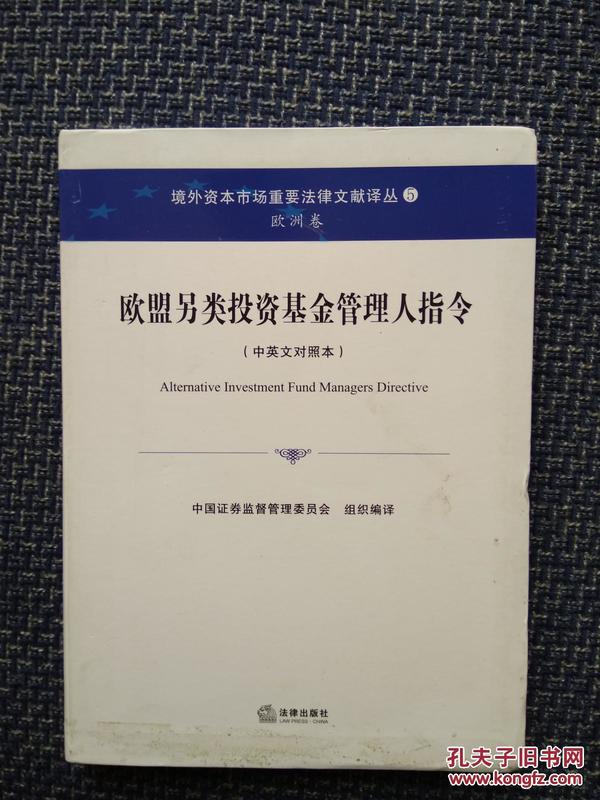 境外资本市场重要法律文献译丛 5
欧洲卷
欧盟另类投资基金管理人指令
（中英文对照本）
Alternative Investment Fund Managers Directive
中国证券监督管理委员会 组织编译
法律出版社
LAW PRESS·CHINA
孔夫子旧书网
www.kongfz.com